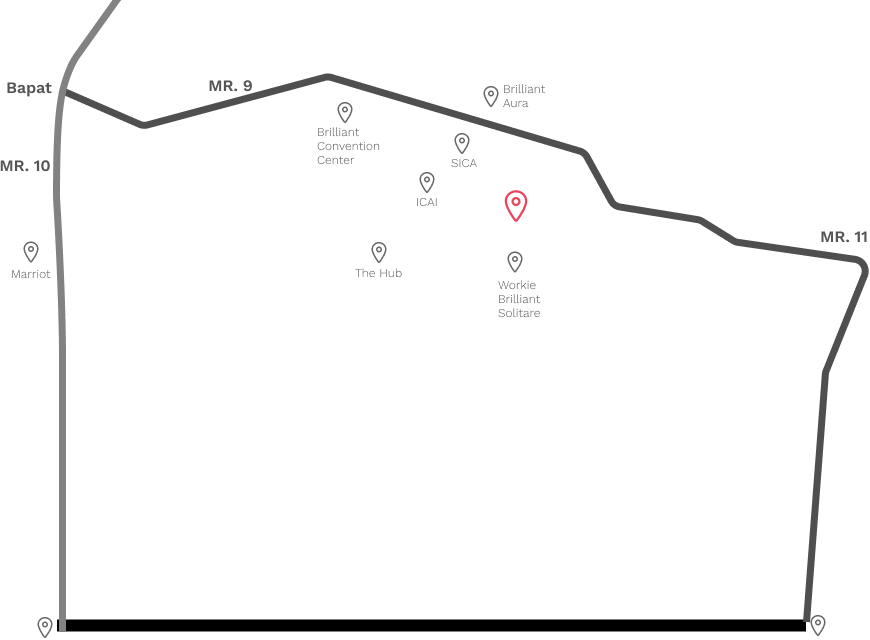 Bapat
MR. 9
Brilliant
Aura
Brilliant
Convention
Center
SICA
MR. 10
ICAI
MR. 11
Marriot
The Hub
Workie
Brilliant
Solitare